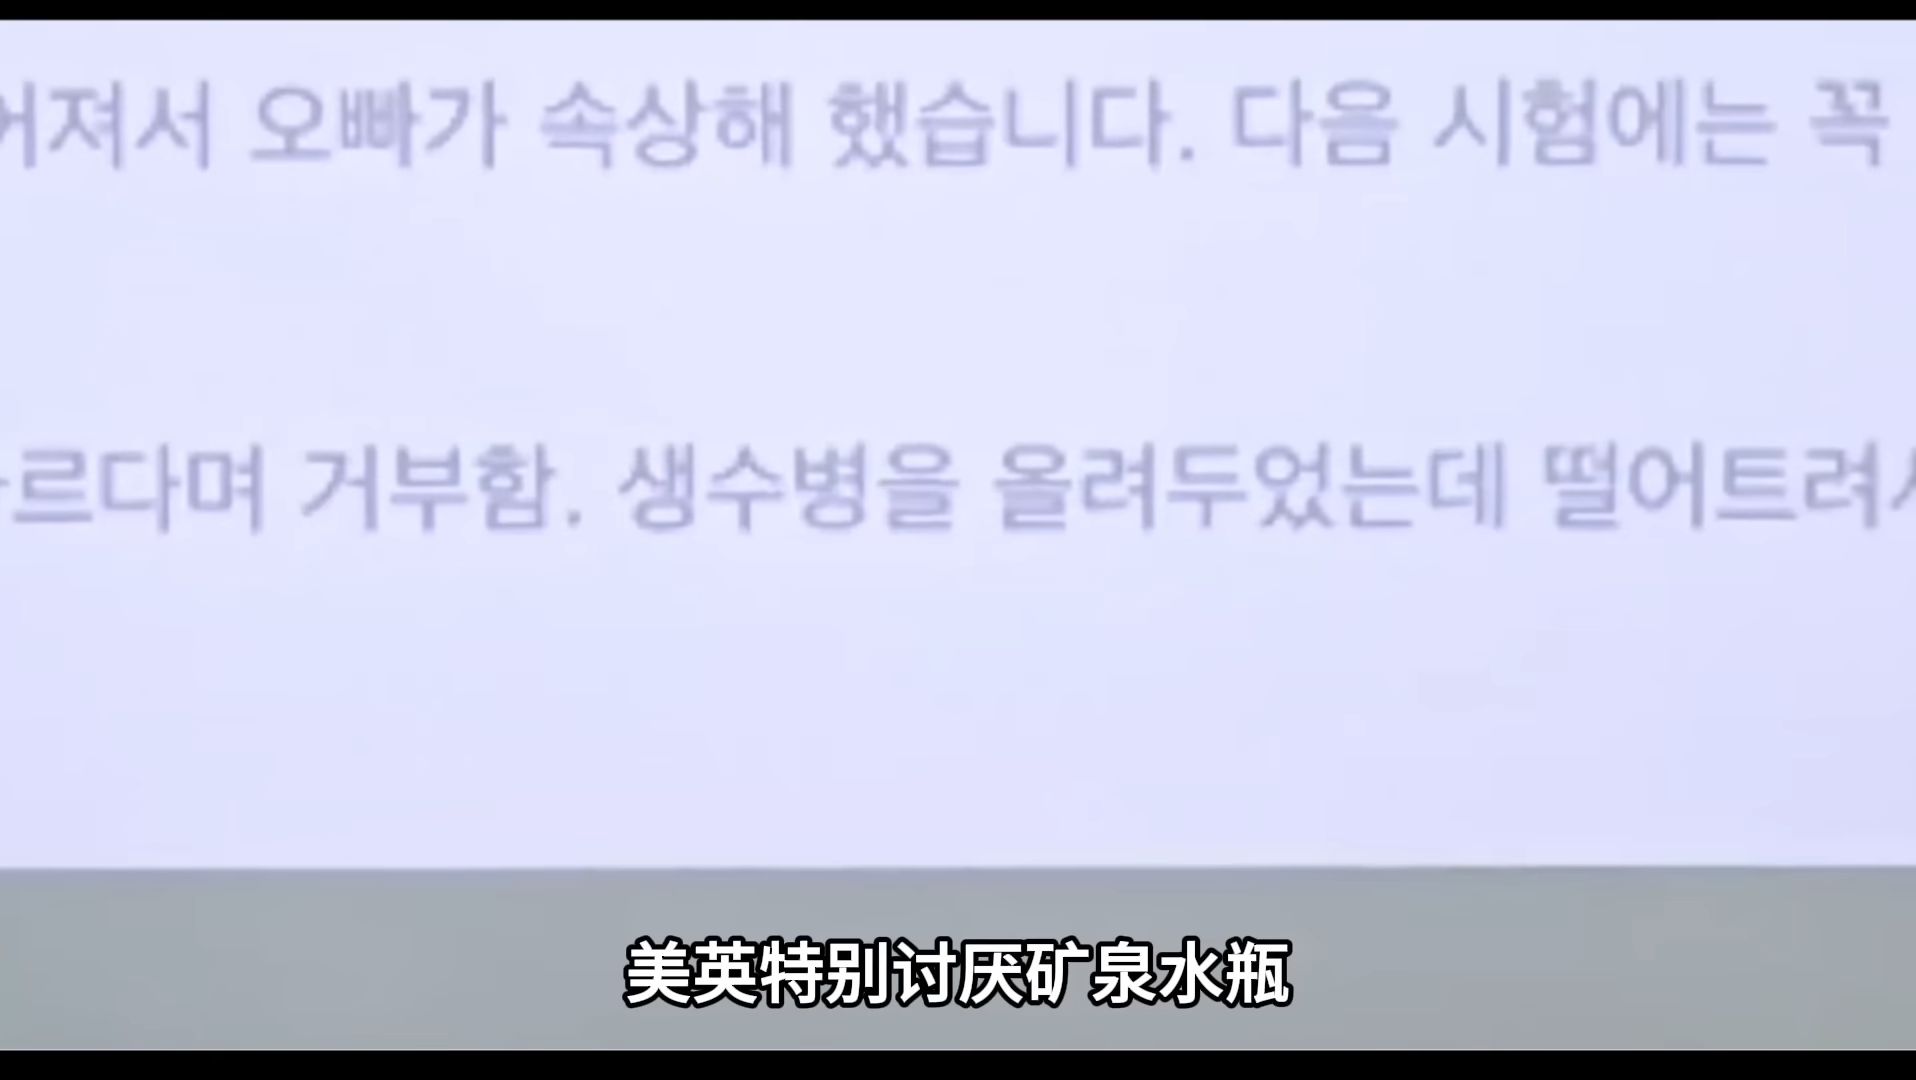 어져서 오빠가 속상해 했습니다. 다음 시험에는 꼭
르다며 거부함. 생수병을 올려두었는데 떨어트려서
美英特别讨厌矿泉水瓶